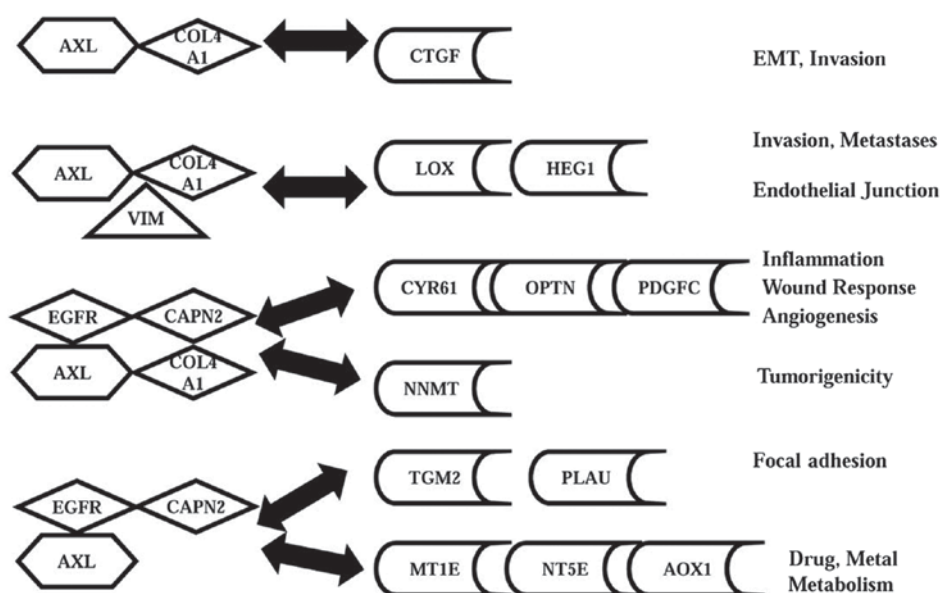 AXL
COL4
A1
CTGF
EMT, Invasion
AXL
COL4
A1
VIM
LOX
HEG1
Invasion, Metastases
Endothelial Junction
EGFR
CAPN2
AXL
COL4
A1
CYR61
OPTN
PDGFC
Inflammation
Wound Response
Angiogenesis
NNMT
Tumorigenicity
EGFR
CAPN2
AXL
TGM2
PLAU
Focal adhesion
MT1E
NT5E
AOX1
Drug, Metal
Metabolism